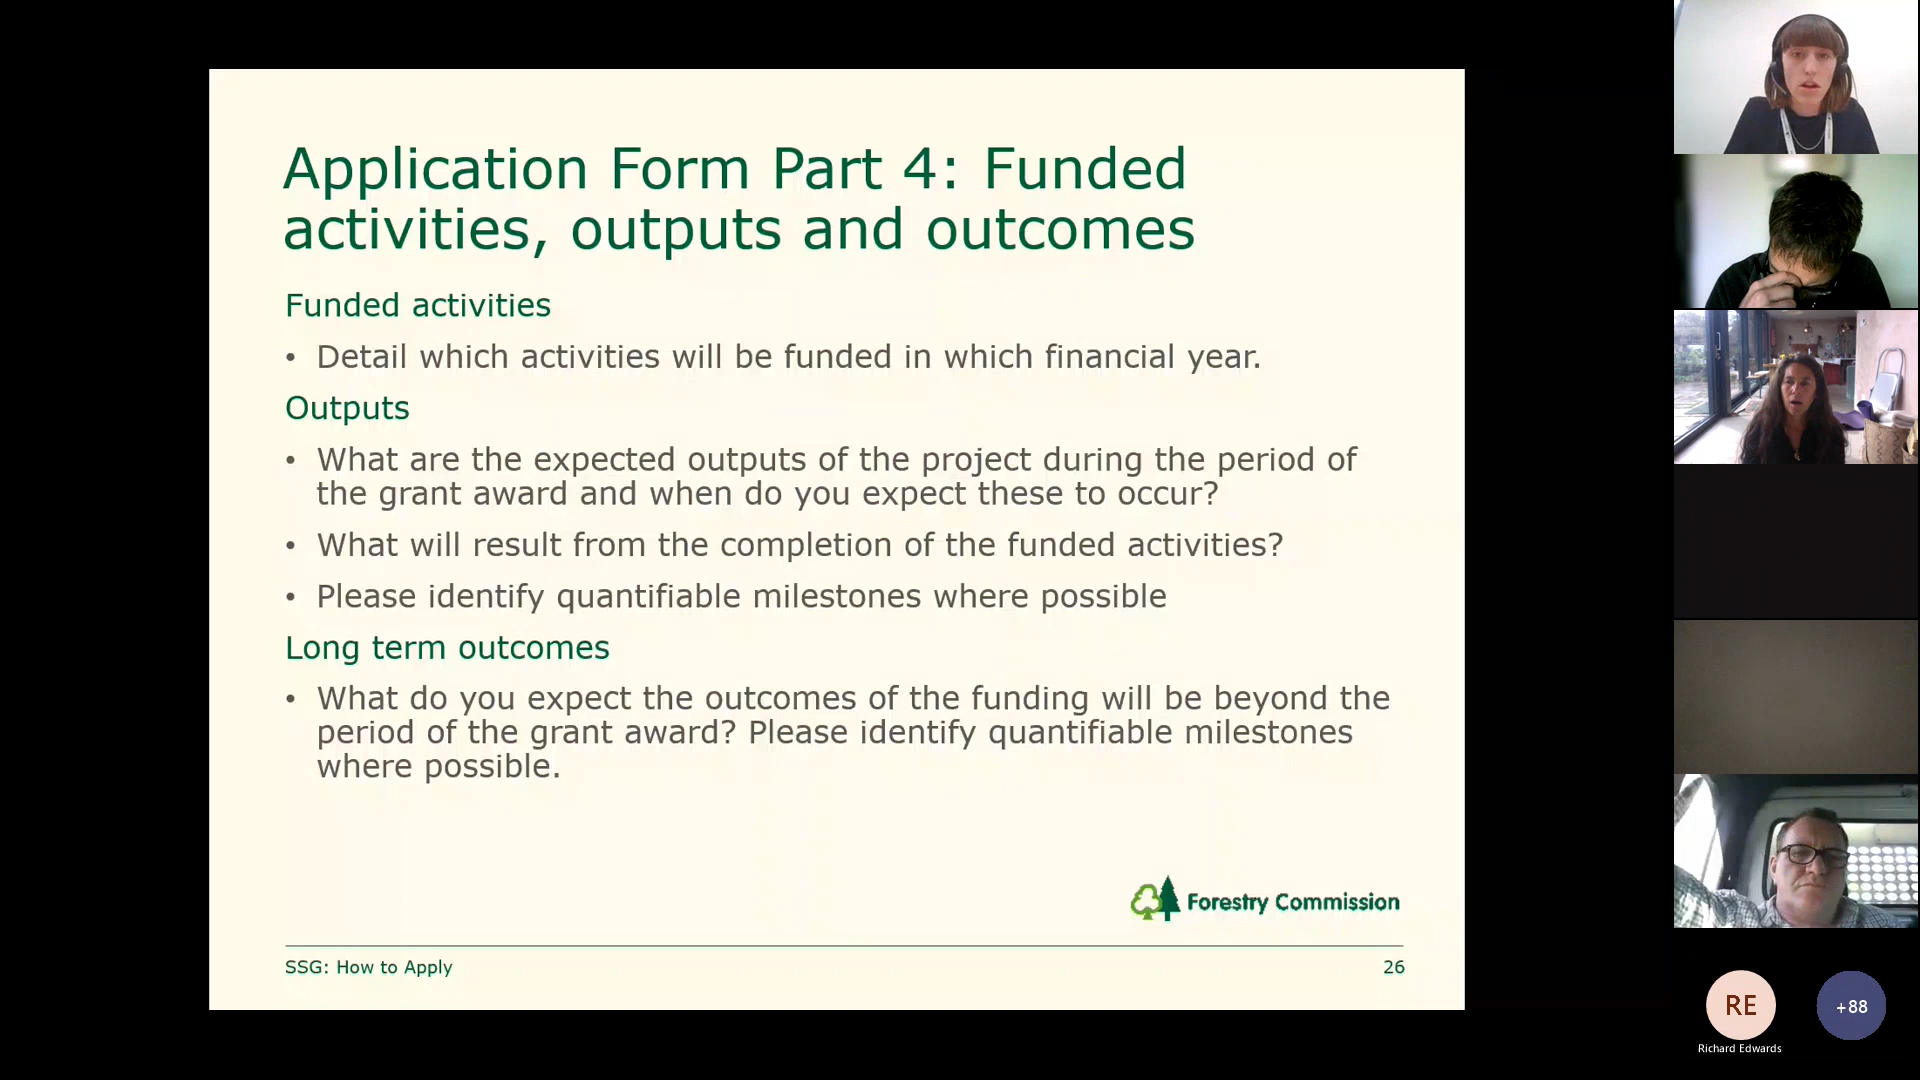 Application Form Part 4: Funded
activities, outputs and outcomes
Funded activities
• Detail which activities will be funded in which financial year.
Outputs
• What are the expected outputs of the project during the period of
the grant award and when do you expect these to occur?
• What will result from the completion of the funded activities?
• Please identify quantifiable milestones where possible
Long term outcomes
• What do you expect the outcomes of the funding will be beyond the
period of the grant award? Please identify quantifiable milestones
where possible.
Forestry Commission
SSG: How to Apply
26
RE
+88
Richard Edwards